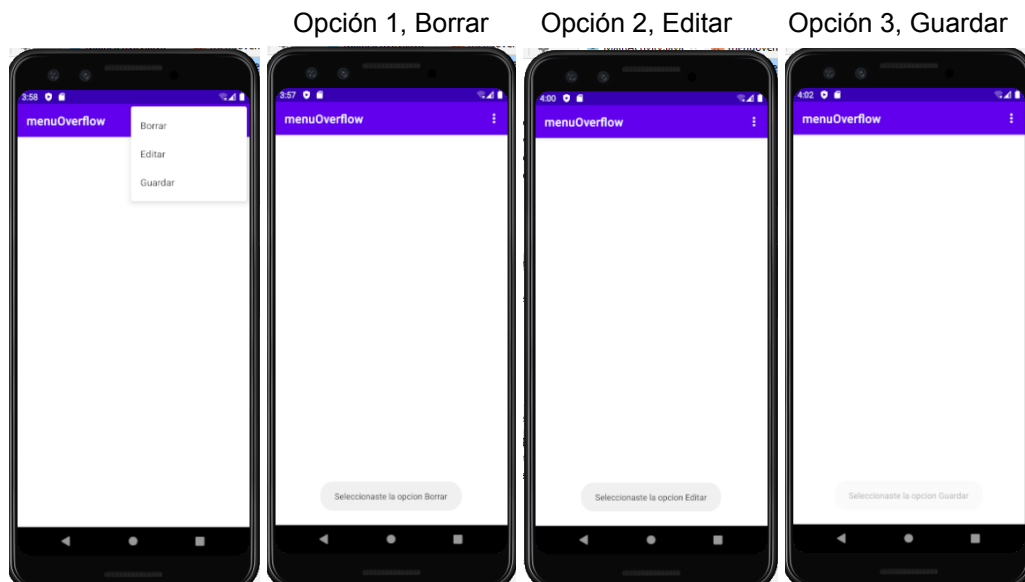 Opción 1, Borrar
Opción 2, Editar
Opción 3, Guardar
3:58
menuOverflow
Borrar
Editar
Guardar
3:57
menuOverflow
Seleccionaste la opcion Borrar
4:00
menuOverflow
Seleccionaste la opcion Editar
4:02
menuOverflow
Seleccionaste la opcion Guardar